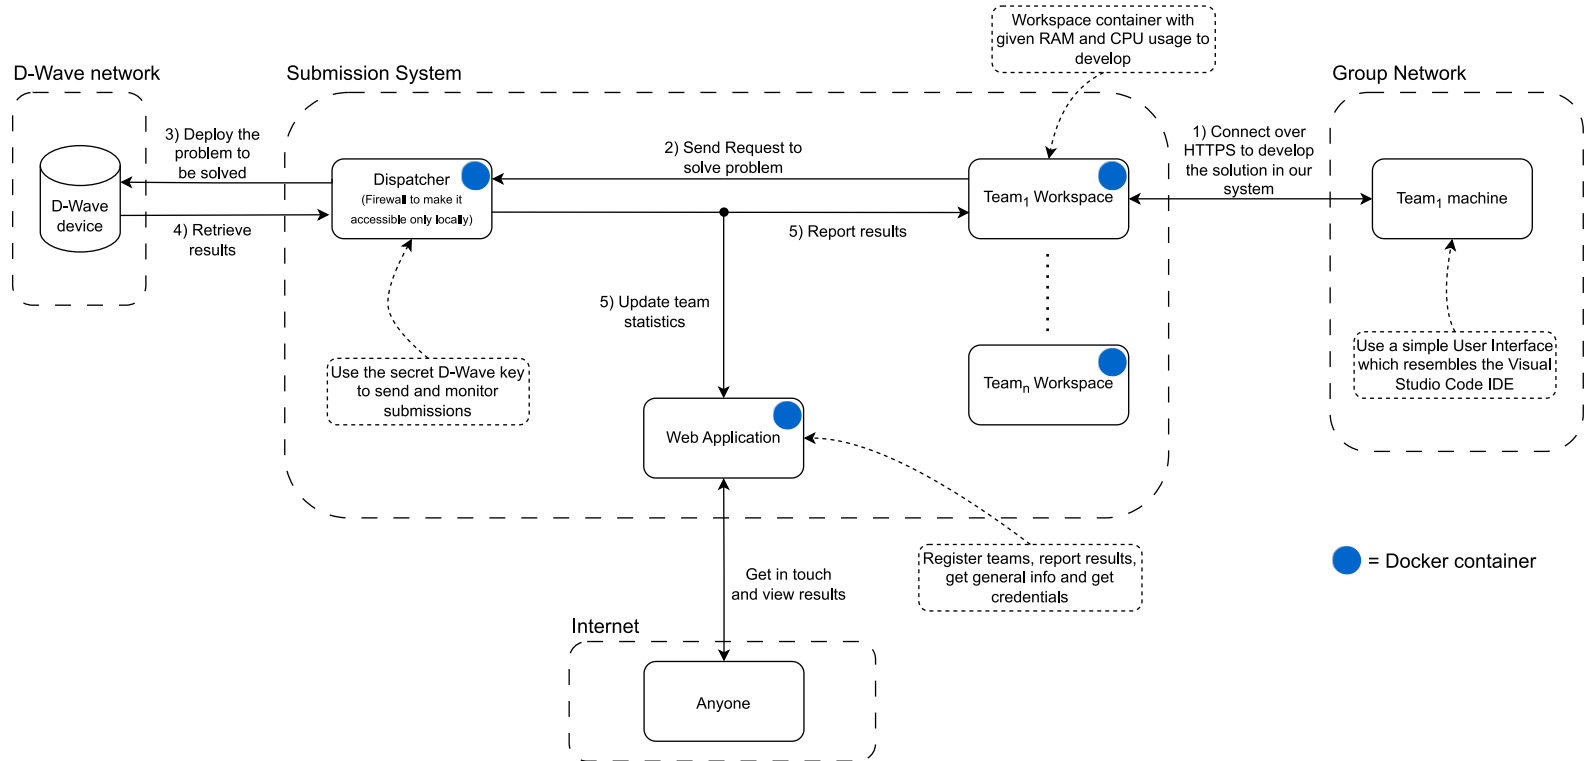 Workspace container with
given RAM and CPU usage to
develop
D-Wave network
Submission System
Group Network
3) Deploy the
problem to
be solved
2) Send Request to
solve problem
1) Connect over
HTTPS to develop
the solution in our
system
D-Wave
device
Dispatcher
(Firewall to make it
accessible only locally)
Team1 Workspace
Team1 machine
4) Retrieve
results
5) Report results
5) Update team
statistics
Use the secret D-Wave key
to send and monitor
submissions
Teamn Workspace
Use a simple User Interface
which resembles the Visual
Studio Code IDE
Web Application
Register teams, report results,
get general info and get
credentials
= Docker container
Get in touch
and view results
Internet
Anyone